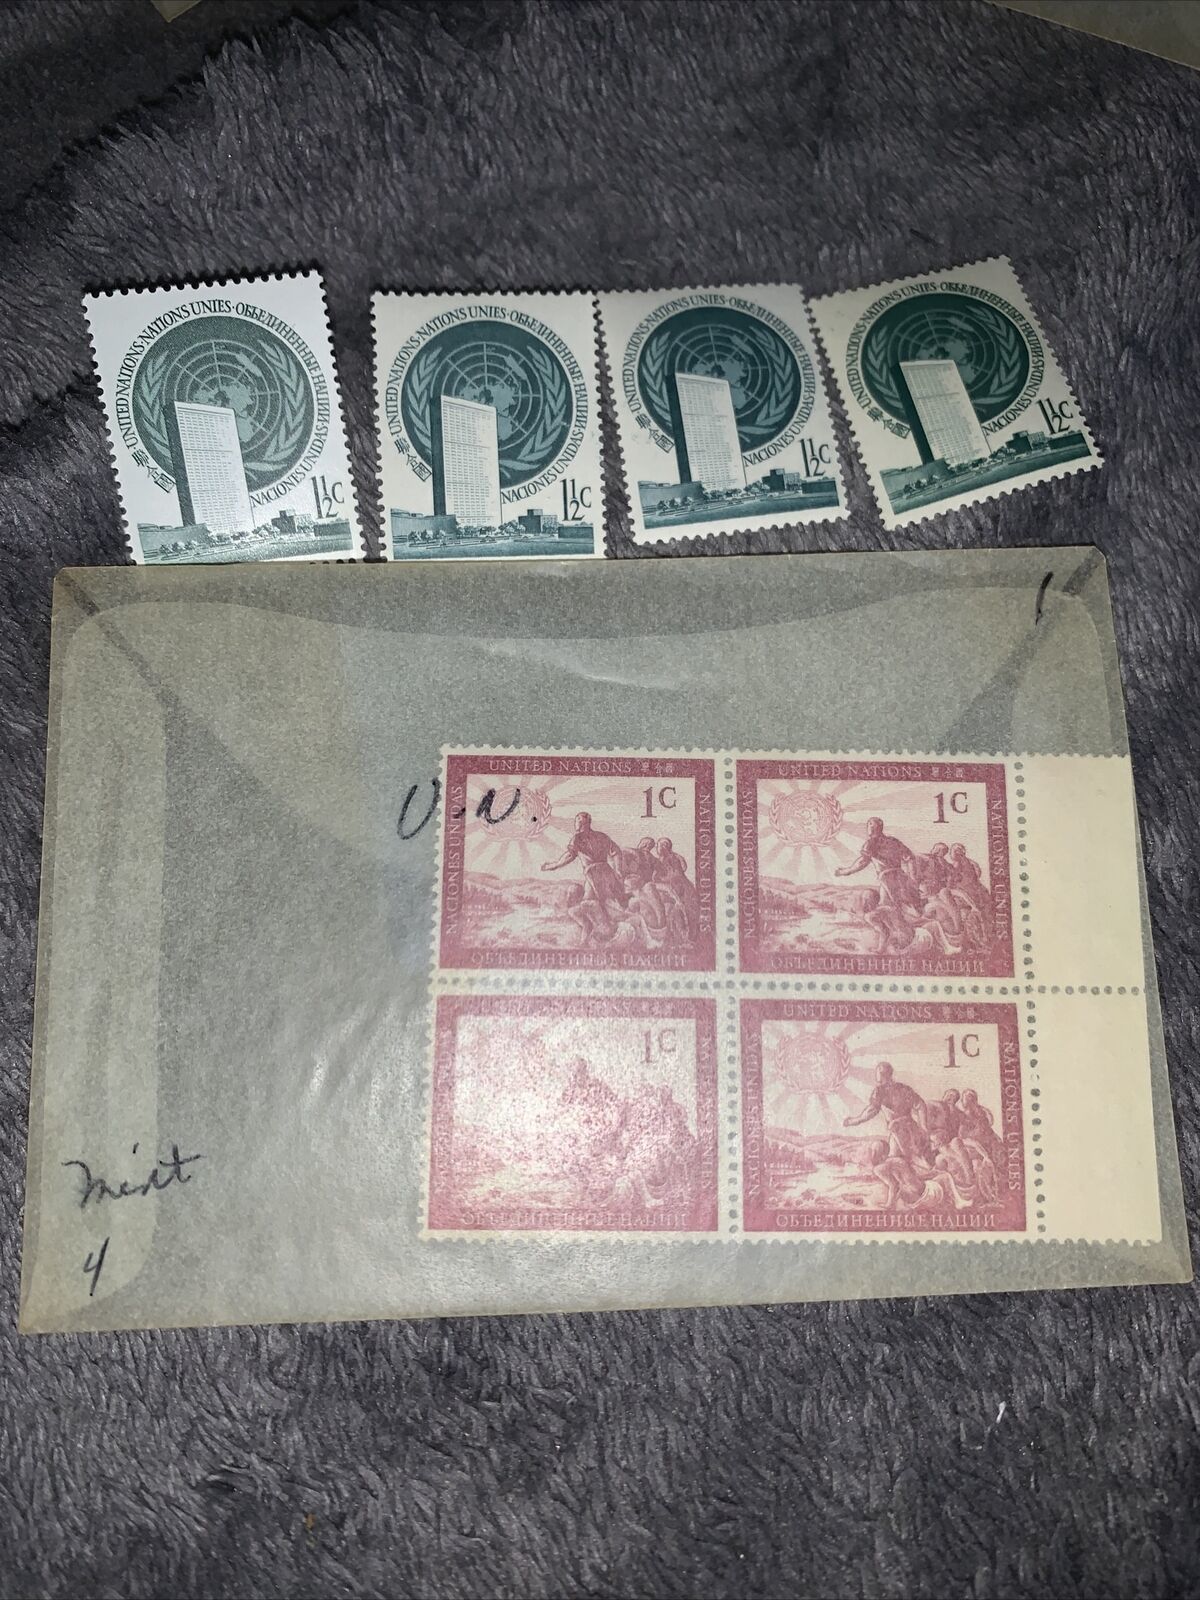 UNITED NATIONS·NATIONS UNIES·ОБЪЕДИНЕННЫЕ НАЦИИ·NACIONES UNIDAS
1½C
UNITED NATIONS·NATIONS UNIES·ОБЪЕДИНЕННЫЕ НАЦИИ·NACIONES UNIDAS
1½C
UNITED NATIONS·NATIONS UNIES·ОБЪЕДИНЕННЫЕ НАЦИИ·NACIONES UNIDAS
1½C
UNITED NATIONS·NATIONS UNIES·ОБЪЕДИНЕННЫЕ НАЦИИ·NACIONES UNIDAS
1½C
U.N.
UNITED NATIONS
1C
NACIONES UNIDAS
NATIONS UNIES
ОБЪЕДИНЕННЫЕ НАЦИИ
UNITED NATIONS
1C
NACIONES UNIDAS
NATIONS UNIES
ОБЪЕДИНЕННЫЕ НАЦИИ
1C
ОБЪЕДИНЕННЫЕ НАЦИИ
UNITED NATIONS
1C
NACIONES UNIDAS
NATIONS UNIES
ОБЪЕДИНЕННЫЕ НАЦИИ
Mint
4